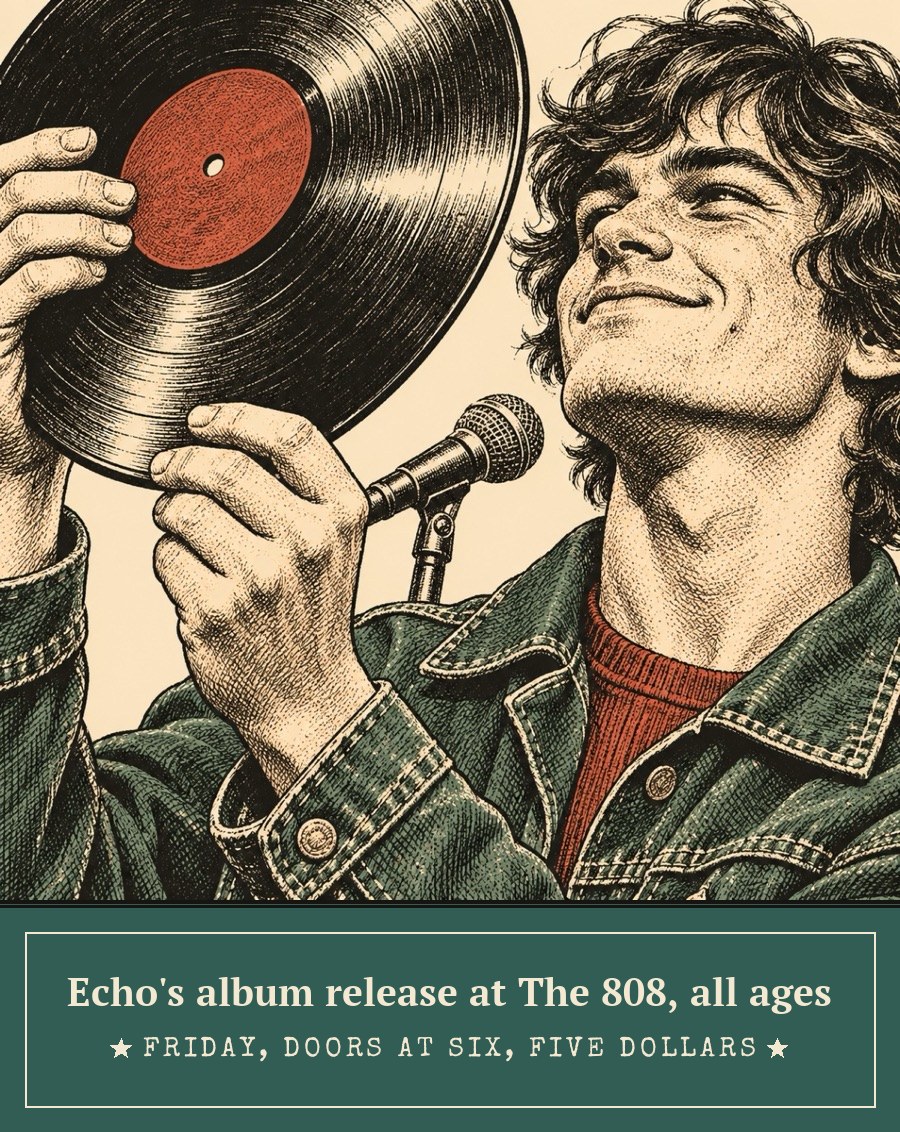 Echo's album release at The 808, all ages
★ FRIDAY, DOORS AT SIX, FIVE DOLLARS ★